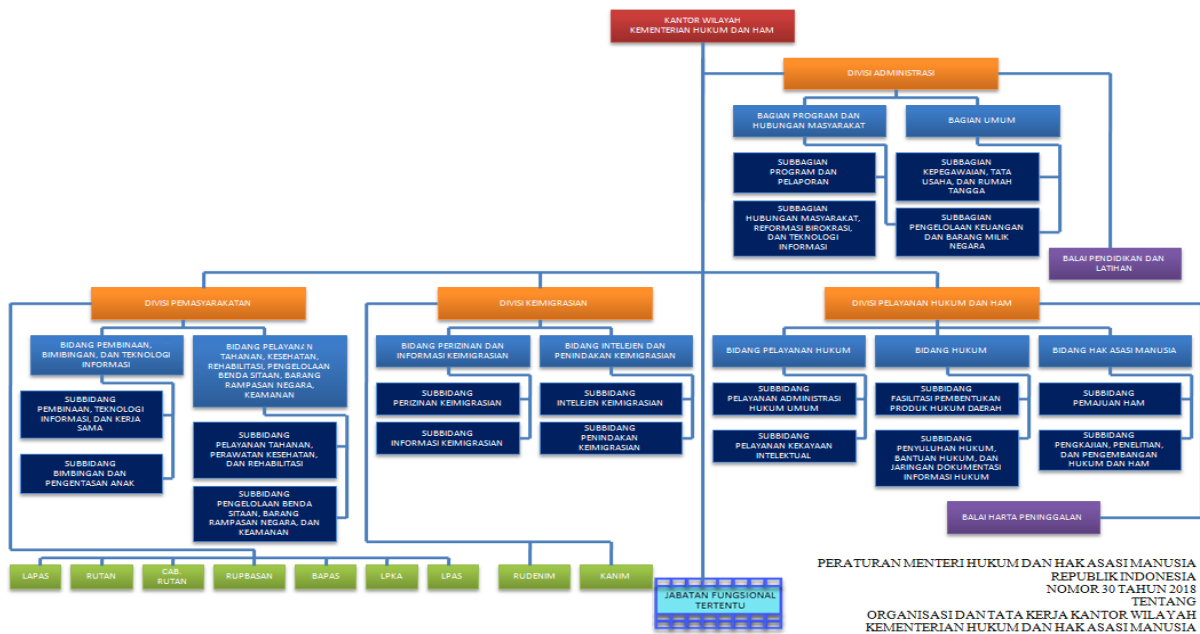 KANTOR WILAYAH
KEMENTERIAN HUKUM DAN HAM
DIVISI ADMINISTRASI
BAGIAN PROGRAM DAN
HUBUNGAN MASYARAKAT
BAGIAN UMUM
SUBBAGIAN
PROGRAM DAN
PELAPORAN
SUBBAGIAN
KEPEGAWAIAN, TATA
USAHA, DAN RUMAH
TANGGA
SUBBAGIAN
HUBUNGAN MASYARAKAT,
REFORMASI BIROKRASI,
DAN TEKNOLOGI
INFORMASI
SUBBAGIAN
PENGELOLAAN KEUANGAN
DAN BARANG MILIK
NEGARA
BALAI PENDIDIKAN DAN
LATIHAN
DIVISI PEMASYARAKATAN
DIVISI KEIMIGRASIAN
DIVISI PELAYANAN HUKUM DAN HAM
BIDANG PEMBINAAN,
BIMIBINGAN, DAN TEKNOLOGI
INFORMASI
BIDANG PELAYANAN
TAHANAN, KESEHATAN,
REHABILITASI, PENGELOLAAN
BENDA SITAAN, BARANG
RAMPASAN NEGARA,
KEAMANAN
BIDANG PERIZINAN DAN
INFORMASI KEIMIGRASIAN
BIDANG INTELEJEN DAN
PENINDAKAN KEIMIGRASIAN
BIDANG PELAYANAN HUKUM
BIDANG HUKUM
BIDANG HAK ASASI MANUSIA
SUBBIDANG
PEMBINAAN, TEKNOLOGI
INFORMASI, DAN KERJA
SAMA
SUBBIDANG
PERIZINAN KEIMIGRASIAN
SUBBIDANG
INTELEJEN KEIMIGRASIAN
SUBBIDANG
PELAYANAN ADMINISTRASI
HUKUM UMUM
SUBBIDANG
FASILITASI PEMBENTUKAN
PRODUK HUKUM DAERAH
SUBBIDANG
PEMAJUAN HAM
SUBBIDANG
BIMBINGAN DAN
PENGENTASAN ANAK
SUBBIDANG
PELAYANAN TAHANAN,
PERAWATAN KESEHATAN,
DAN REHABILITASI
SUBBIDANG
INFORMASI KEIMIGRASIAN
SUBBIDANG
PENINDAKAN
KEIMIGRASIAN
SUBBIDANG
PELAYANAN KEKAYAAN
INTELEKTUAL
SUBBIDANG
PENYULUHAN HUKUM,
BANTUAN HUKUM, DAN
JARINGAN DOKUMENTASI
INFORMASI HUKUM
SUBBIDANG
PENGKAJIAN, PENELITIAN,
DAN PENGEMBANGAN
HUKUM DAN HAM
SUBBIDANG
PENGELOLAAN BENDA
SITAAN, BARANG
RAMPASAN NEGARA, DAN
KEAMANAN
BALAI HARTA PENINGGALAN
LAPAS
RUTAN
CAB.
RUTAN
RUPBASAN
BAPAS
LPKA
LPAS
RUDENIM
KANIM
JABATAN FUNGSIONAL
TERTENTU
PERATURAN MENTERI HUKUM DAN HAK ASASI MANUSIA
REPUBLIK INDONESIA
NOMOR 30 TAHUN 2018
TENTANG
ORGANISASI DAN TATA KERJA KANTOR WILAYAH
KEMENTERIAN HUKUM DAN HAK ASASI MANUSIA